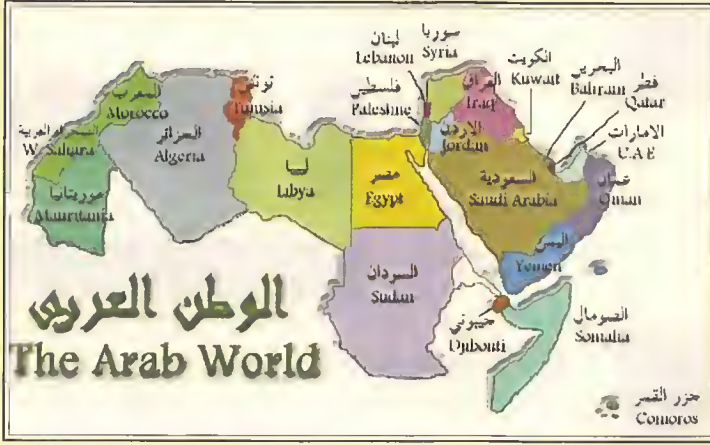 المغرب
Morocco
الصحراء الغربية
W. Sahara
موريتانيا
Mauritania
الجزائر
Algeria
تونس
Tunisia
ليبيا
Libya
مصر
Egypt
السودان
Sudan
لبنان
Lebanon
سوريا
Syria
فلسطين
Palestine
العراق
Iraq
الاردن
Jordan
الكويت
Kuwait
البحرين
Bahrain
قطر
Qatar
الامارات
U.A.E
السعودية
Saudi Arabia
عمان
Oman
اليمن
Yemen
جيبوتي
Djibouti
الصومال
Somalia
جزر القمر
Comoros
الوطن العربى
The Arab World